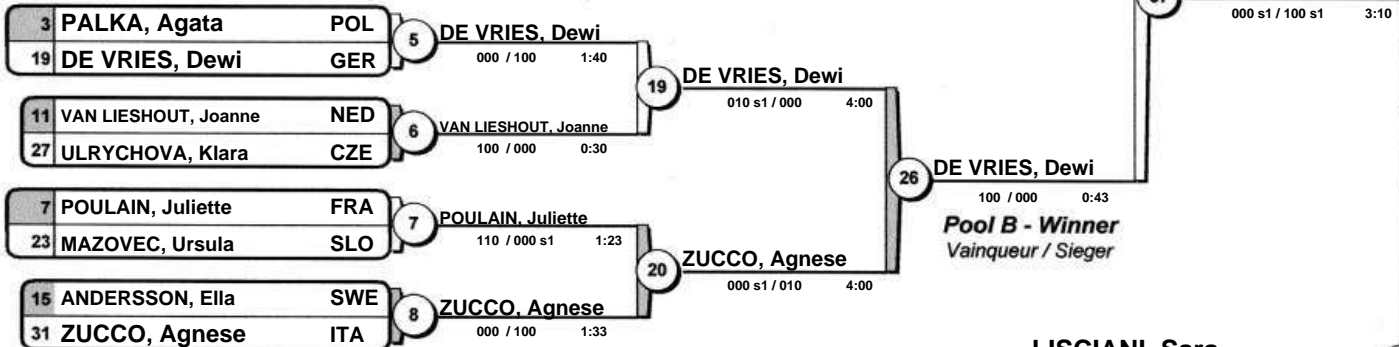 000 s1 / 100 s1 3:10
3 PALKA, Agata POL
19 DE VRIES, Dewi GER
5 DE VRIES, Dewi
000 / 100 1:40
19 DE VRIES, Dewi
010 s1 / 000 4:00
11 VAN LIESHOUT, Joanne NED
27 ULRYCHOVA, Klara CZE
6 VAN LIESHOUT, Joanne
100 / 000 0:30
26 DE VRIES, Dewi
100 / 000 0:43
Pool B - Winner
Vainqueur / Sieger
7 POULAIN, Juliette FRA
23 MAZOVEC, Ursula SLO
7 POULAIN, Juliette
110 / 000 s1 1:23
20 ZUCCO, Agnese
000 s1 / 010 4:00
15 ANDERSSON, Ella SWE
31 ZUCCO, Agnese ITA
8 ZUCCO, Agnese
000 / 100 1:33